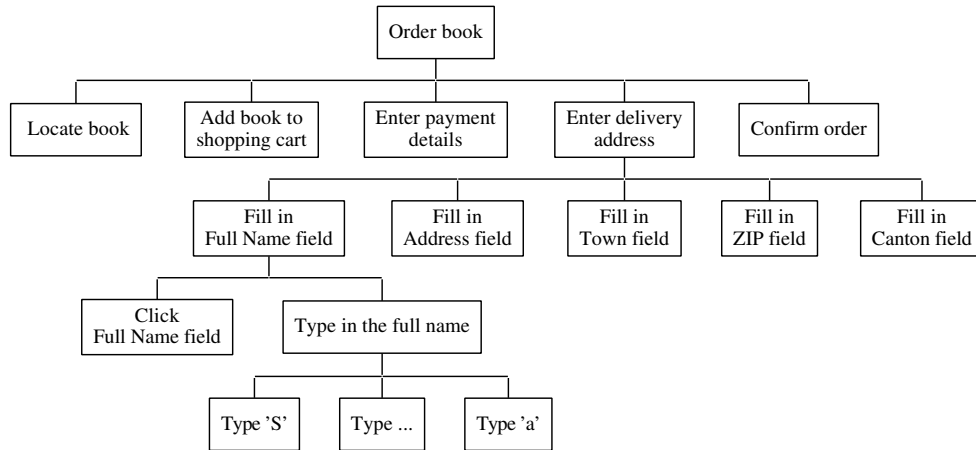 Order book
Locate book
Add book to
shopping cart
Enter payment
details
Enter delivery
address
Confirm order
Fill in
Full Name field
Fill in
Address field
Fill in
Town field
Fill in
ZIP field
Fill in
Canton field
Click
Full Name field
Type in the full name
Type ’S’
Type ...
Type ’a’